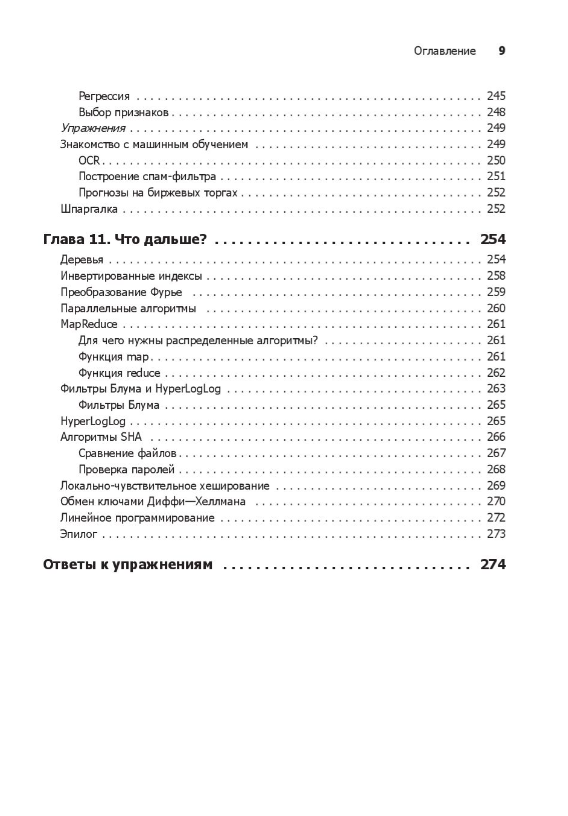 Оглавление 9
Регрессия . . . . . . . . . . . . . . . . . . . . . . . . . . . . . . . . . . . . . . . . . . . . . . . . . . 245
Выбор признаков . . . . . . . . . . . . . . . . . . . . . . . . . . . . . . . . . . . . . . . . . . . . . 248
Упражнения . . . . . . . . . . . . . . . . . . . . . . . . . . . . . . . . . . . . . . . . . . . . . . . . . . . 249
Знакомство с машинным обучением . . . . . . . . . . . . . . . . . . . . . . . . . . . . . . . . . 249
OCR . . . . . . . . . . . . . . . . . . . . . . . . . . . . . . . . . . . . . . . . . . . . . . . . . . . . . . . 250
Построение спам-фильтра . . . . . . . . . . . . . . . . . . . . . . . . . . . . . . . . . . . . . . 251
Прогнозы на биржевых торгах . . . . . . . . . . . . . . . . . . . . . . . . . . . . . . . . . . . 252
Шпаргалка . . . . . . . . . . . . . . . . . . . . . . . . . . . . . . . . . . . . . . . . . . . . . . . . . . . . 252
Глава 11. Что дальше? . . . . . . . . . . . . . . . . . . . . . . . . . . . . . . . 254
Деревья . . . . . . . . . . . . . . . . . . . . . . . . . . . . . . . . . . . . . . . . . . . . . . . . . . . . . . 254
Инвертированные индексы . . . . . . . . . . . . . . . . . . . . . . . . . . . . . . . . . . . . . . . . 258
Преобразование Фурье . . . . . . . . . . . . . . . . . . . . . . . . . . . . . . . . . . . . . . . . . . 259
Параллельные алгоритмы . . . . . . . . . . . . . . . . . . . . . . . . . . . . . . . . . . . . . . . . 260
MapReduce . . . . . . . . . . . . . . . . . . . . . . . . . . . . . . . . . . . . . . . . . . . . . . . . . . . . 261
Для чего нужны распределенные алгоритмы? . . . . . . . . . . . . . . . . . . . . . . . 261
Функция map . . . . . . . . . . . . . . . . . . . . . . . . . . . . . . . . . . . . . . . . . . . . . . . . 261
Функция reduce . . . . . . . . . . . . . . . . . . . . . . . . . . . . . . . . . . . . . . . . . . . . . . 262
Фильтры Блума и HyperLogLog . . . . . . . . . . . . . . . . . . . . . . . . . . . . . . . . . . . . . 263
Фильтры Блума . . . . . . . . . . . . . . . . . . . . . . . . . . . . . . . . . . . . . . . . . . . . . . 265
HyperLogLog . . . . . . . . . . . . . . . . . . . . . . . . . . . . . . . . . . . . . . . . . . . . . . . . . . . 265
Алгоритмы SHA . . . . . . . . . . . . . . . . . . . . . . . . . . . . . . . . . . . . . . . . . . . . . . . . 266
Сравнение файлов . . . . . . . . . . . . . . . . . . . . . . . . . . . . . . . . . . . . . . . . . . . . 267
Проверка паролей . . . . . . . . . . . . . . . . . . . . . . . . . . . . . . . . . . . . . . . . . . . . 268
Локально-чувствительное хеширование . . . . . . . . . . . . . . . . . . . . . . . . . . . . . . 269
Обмен ключами Диффи—Хеллмана . . . . . . . . . . . . . . . . . . . . . . . . . . . . . . . . . 270
Линейное программирование . . . . . . . . . . . . . . . . . . . . . . . . . . . . . . . . . . . . . . 272
Эпилог . . . . . . . . . . . . . . . . . . . . . . . . . . . . . . . . . . . . . . . . . . . . . . . . . . . . . . . 273
Ответы к упражнениям . . . . . . . . . . . . . . . . . . . . . . . . . . . . . . 274